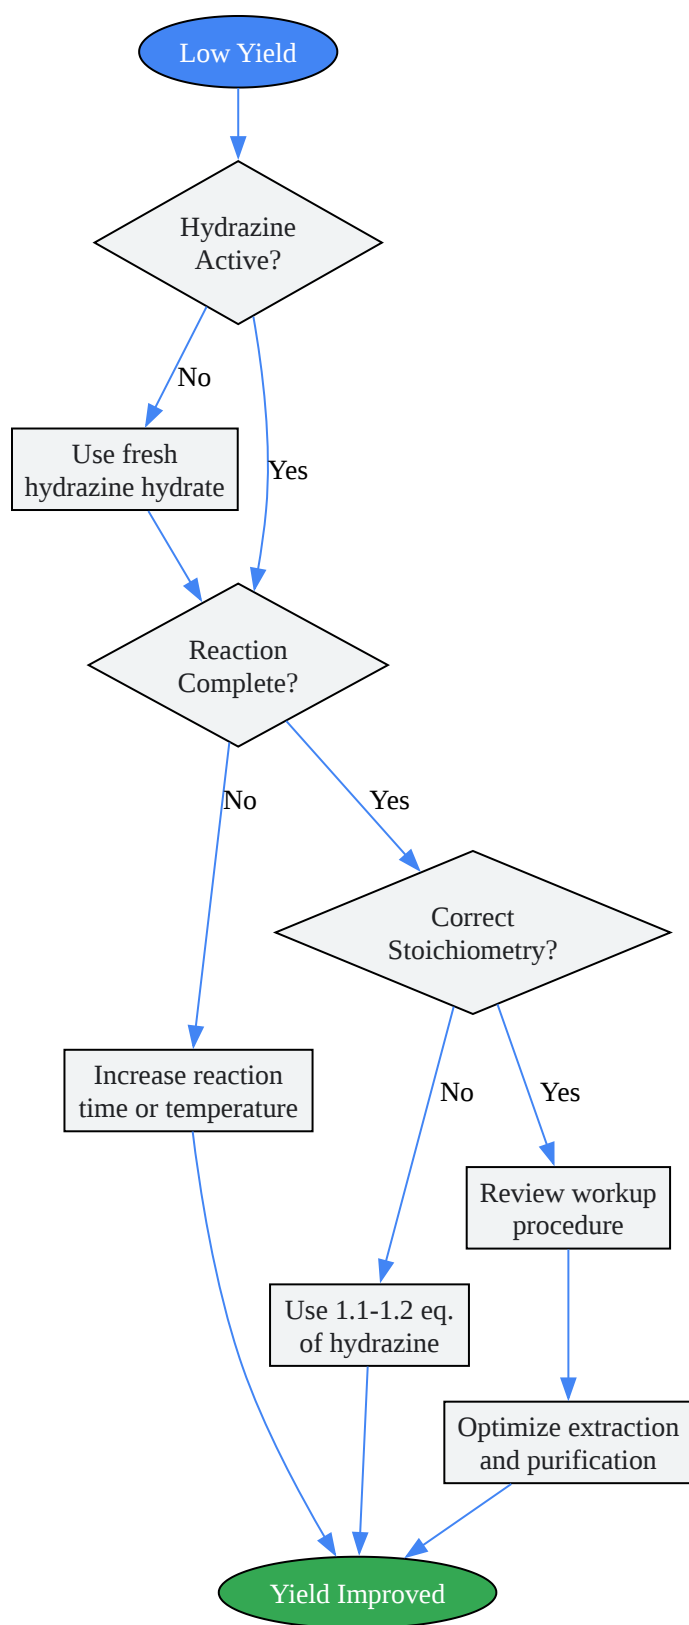 Low Yield
Hydrazine
Active?
No
Use fresh
hydrazine hydrate
Yes
Reaction
Complete?
No
Yes
Correct
Stoichiometry?
Increase reaction
time or temperature
No
Yes
Review workup
procedure
Use 1.1-1.2 eq.
of hydrazine
Optimize extraction
and purification
Yield Improved